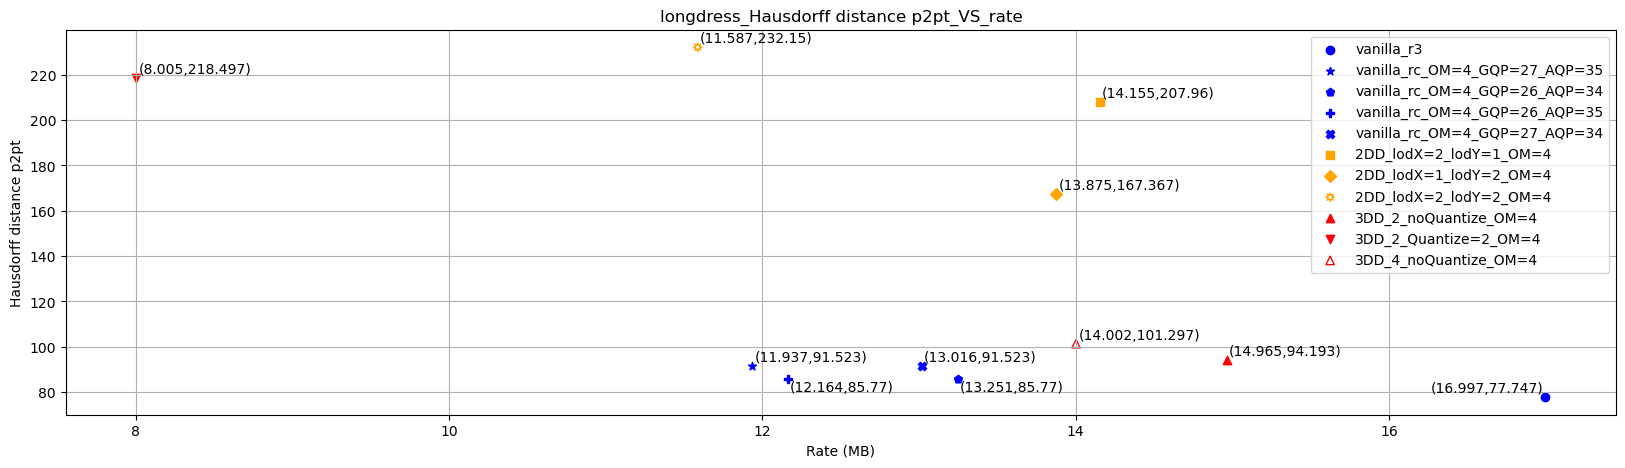 longdress_Hausdorff distance p2pt_VS_rate
(11.587,232.15)
(8.005,218.497)
(14.155,207.96)
(13.875,167.367)
(14.002,101.297)
(11.937,91.523)
(13.016,91.523)
(14.965,94.193)
(12.164,85.77)
(13.251,85.77)
(16.997,77.747)
vanilla_r3
vanilla_rc_OM=4_GQP=27_AQP=35
vanilla_rc_OM=4_GQP=26_AQP=34
vanilla_rc_OM=4_GQP=26_AQP=35
vanilla_rc_OM=4_GQP=27_AQP=34
2DD_lodX=2_lodY=1_OM=4
2DD_lodX=1_lodY=2_OM=4
2DD_lodX=2_lodY=2_OM=4
3DD_2_noQuantize_OM=4
3DD_2_Quantize=2_OM=4
3DD_4_noQuantize_OM=4
Hausdorff distance p2pt
220
200
180
160
140
120
100
80
8
10
12
14
16
Rate (MB)